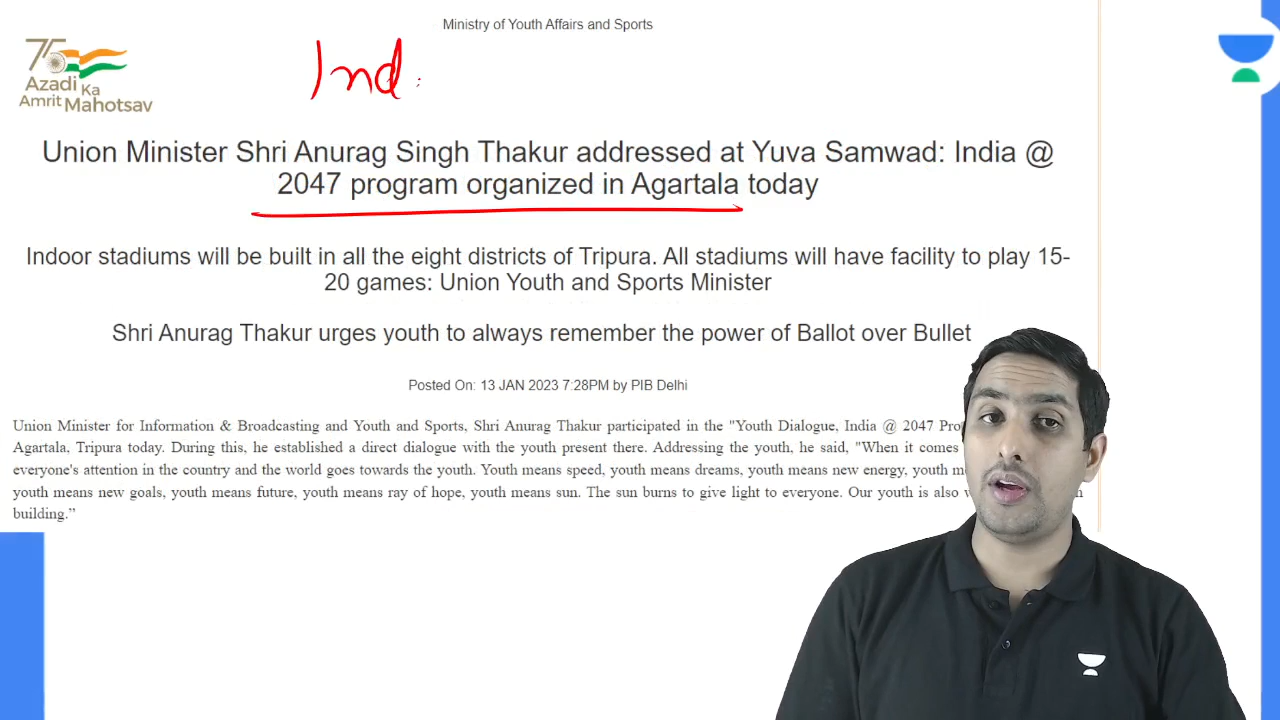 Ministry of Youth Affairs and Sports
75
Azadi Ka
Amrit Mahotsav
Ind
Union Minister Shri Anurag Singh Thakur addressed at Yuva Samwad: India @
2047 program organized in Agartala today
Indoor stadiums will be built in all the eight districts of Tripura. All stadiums will have facility to play 15-
20 games: Union Youth and Sports Minister
Shri Anurag Thakur urges youth to always remember the power of Ballot over Bullet
Posted On: 13 JAN 2023 7:28PM by PIB Delhi
Union Minister for Information & Broadcasting and Youth and Sports, Shri Anurag Thakur participated in the "Youth Dialogue, India @ 2047
Agartala, Tripura today. During this, he established a direct dialogue with the youth present there. Addressing the youth, he said, "When it comes
everyone's attention in the country and the world goes towards the youth. Youth means speed, youth means dreams, youth means new energy, youth
youth means new goals, youth means future, youth means ray of hope, youth means sun. The sun burns to give light to everyone. Our youth is also
building.”